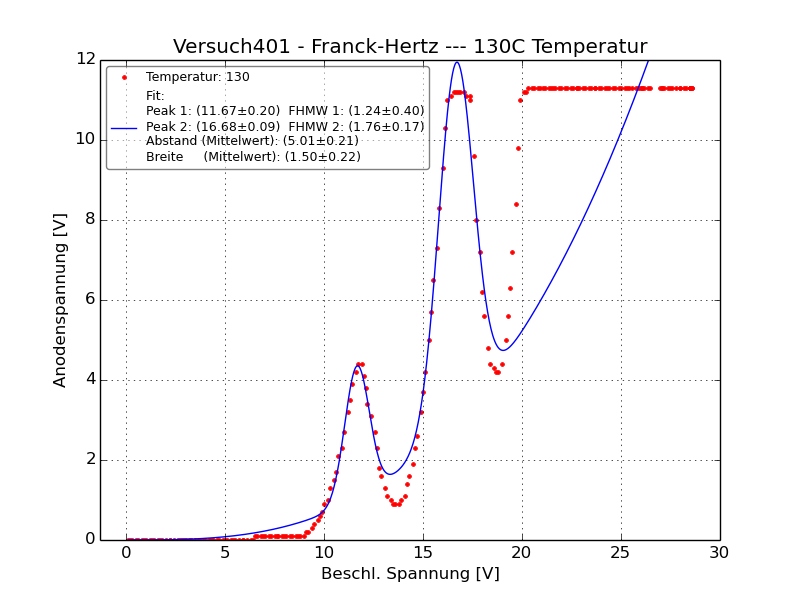 Versuch401 - Franck-Hertz --- 130C Temperatur
Temperatur: 130
Fit:
Peak 1: (11.67±0.20)  FHMW 1: (1.24±0.40)
Peak 2: (16.68±0.09)  FHMW 2: (1.76±0.17)
Abstand (Mittelwert): (5.01±0.21)
Breite     (Mittelwert): (1.50±0.22)
Anodenspannung [V]
12
10
8
6
4
2
0
0 5 10 15 20 25 30
Beschl. Spannung [V]